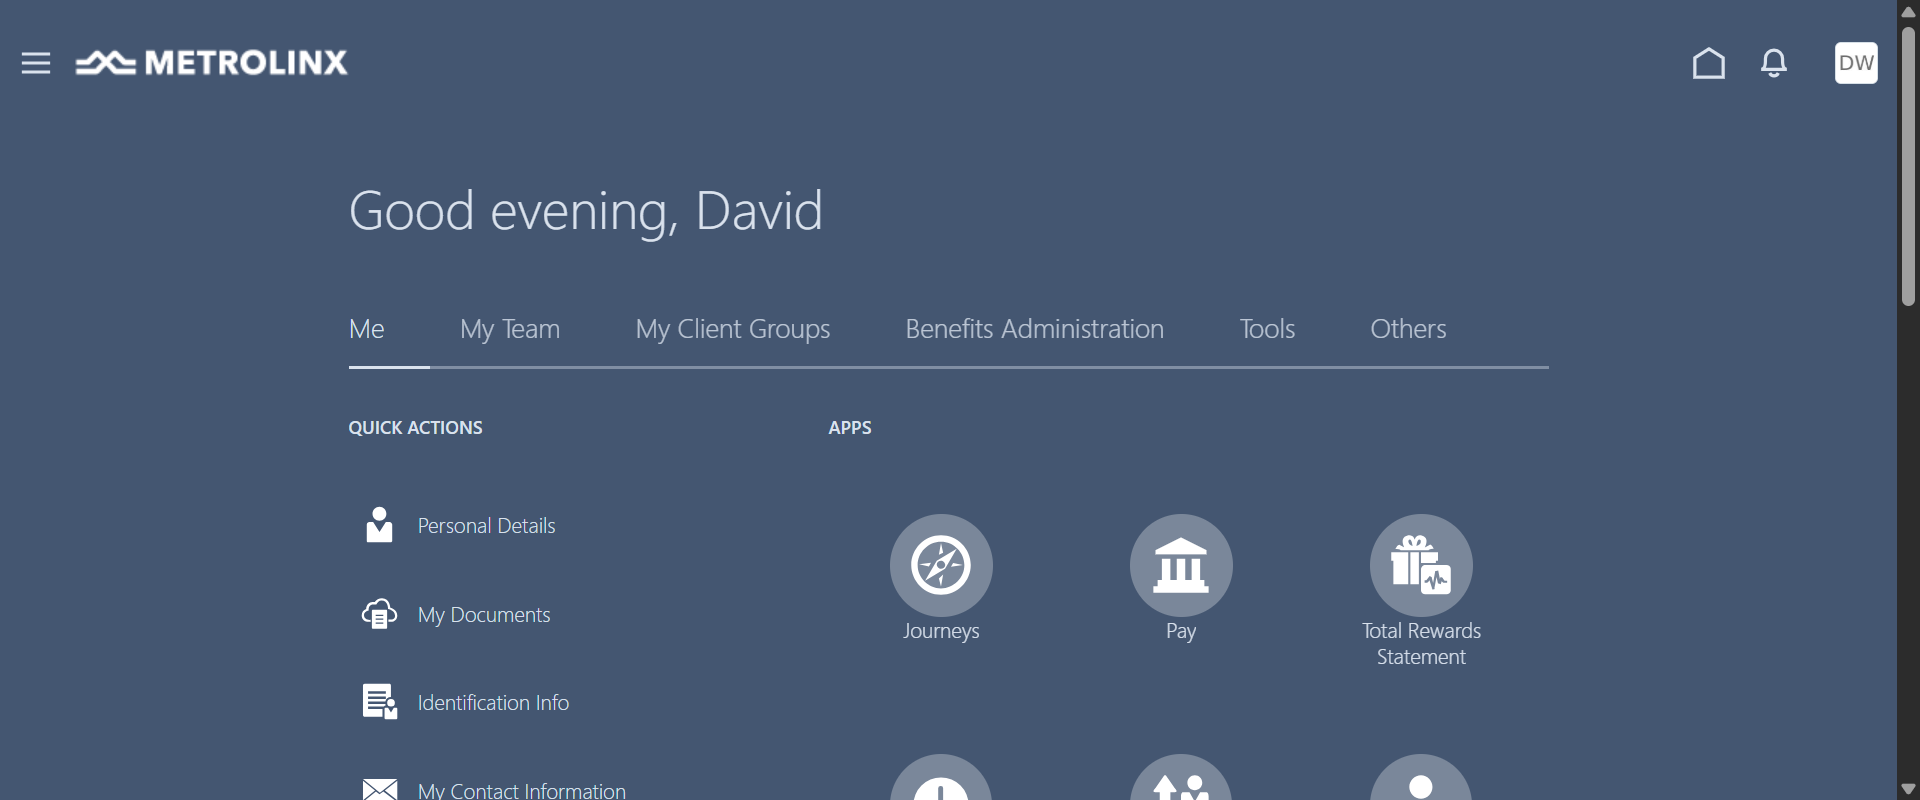 METROLINX
DW
Good evening, David
Me
My Team
My Client Groups
Benefits Administration
Tools
Others
QUICK ACTIONS
APPS
Personal Details
My Documents
Identification Info
My Contact Information
Journeys
Pay
Total Rewards
Statement